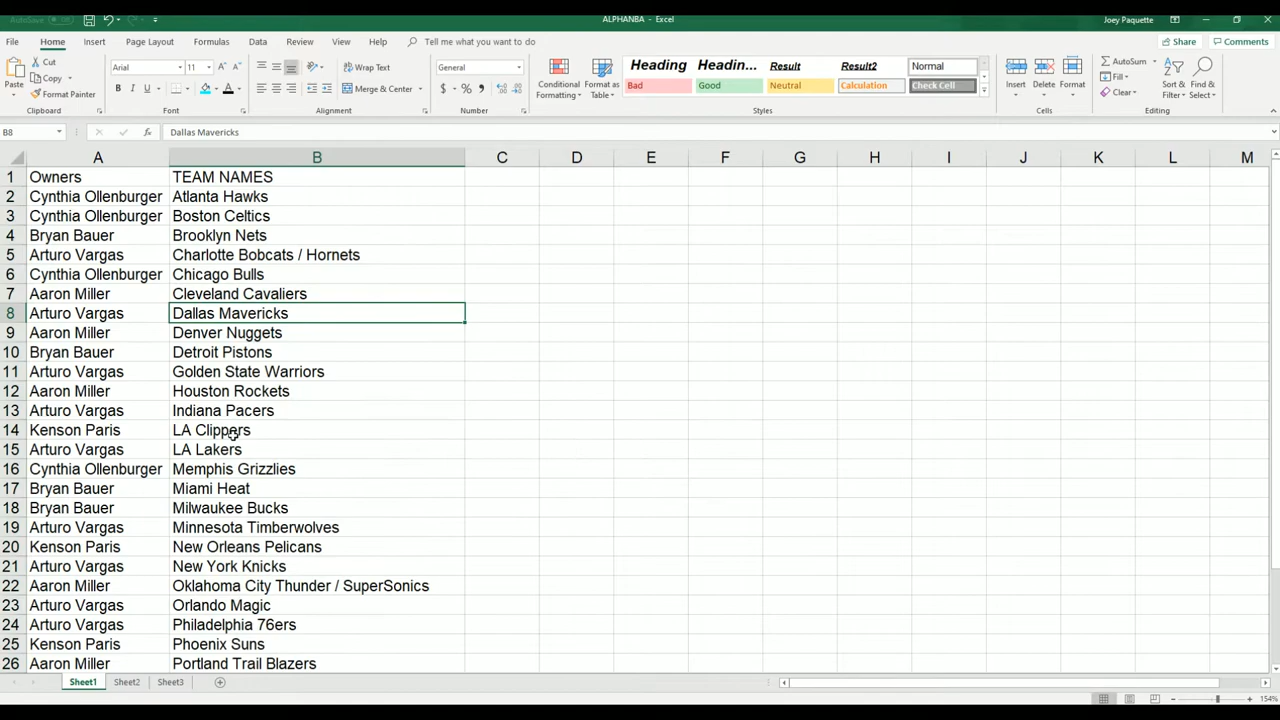 AutoSave Off
ALPHANBA - Excel
Joey Paquette
File Home Insert Page Layout Formulas Data Review View Help Tell me what you want to do
Share Comments
Paste
Cut
Copy
Format Painter
Clipboard
Arial 11
B I U
Font
Wrap Text
Merge & Center
Alignment
General
$ % ,
Number
Conditional Formatting
Format as Table
Heading Headin... Result Result2 Normal
Bad Good Neutral Calculation Check Cell
Styles
Insert Delete Format
Cells
AutoSum
Fill
Clear
Sort & Filter
Find & Select
Editing
B8 fx Dallas Mavericks
A B C D E F G H I J K L M
1 Owners TEAM NAMES
2 Cynthia Ollenburger Atlanta Hawks
3 Cynthia Ollenburger Boston Celtics
4 Bryan Bauer Brooklyn Nets
5 Arturo Vargas Charlotte Bobcats / Hornets
6 Cynthia Ollenburger Chicago Bulls
7 Aaron Miller Cleveland Cavaliers
8 Arturo Vargas Dallas Mavericks
9 Aaron Miller Denver Nuggets
10 Bryan Bauer Detroit Pistons
11 Arturo Vargas Golden State Warriors
12 Aaron Miller Houston Rockets
13 Arturo Vargas Indiana Pacers
14 Kenson Paris LA Clippers
15 Arturo Vargas LA Lakers
16 Cynthia Ollenburger Memphis Grizzlies
17 Bryan Bauer Miami Heat
18 Bryan Bauer Milwaukee Bucks
19 Arturo Vargas Minnesota Timberwolves
20 Kenson Paris New Orleans Pelicans
21 Arturo Vargas New York Knicks
22 Aaron Miller Oklahoma City Thunder / SuperSonics
23 Arturo Vargas Orlando Magic
24 Arturo Vargas Philadelphia 76ers
25 Kenson Paris Phoenix Suns
26 Aaron Miller Portland Trail Blazers
Sheet1 Sheet2 Sheet3
154%